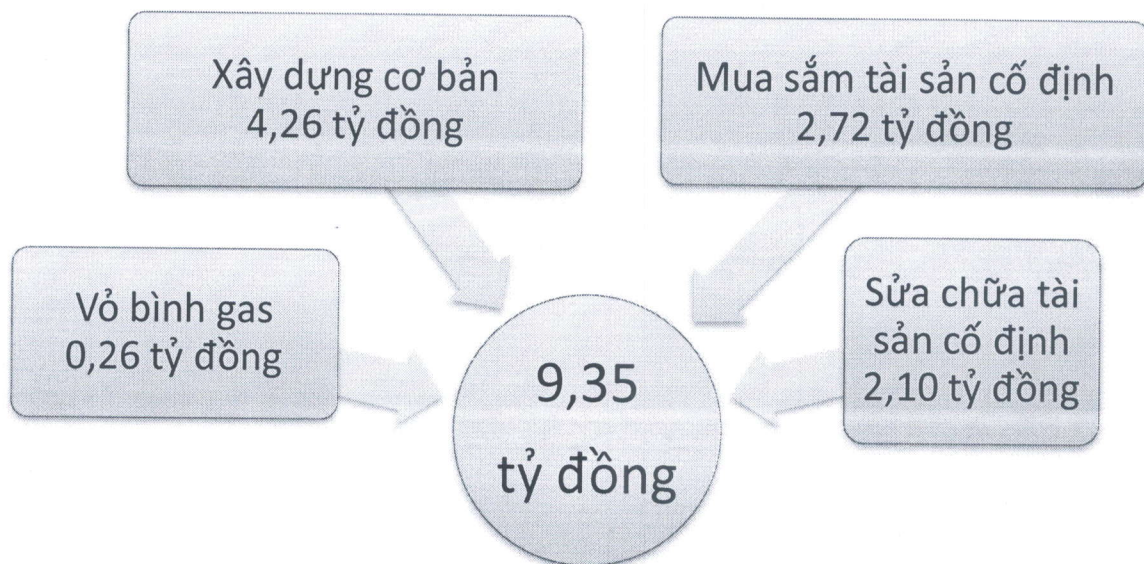 Xây dựng cơ bản
4,26 tỷ đồng
Mua sắm tài sản cố định
2,72 tỷ đồng
Vỏ bình gas
0,26 tỷ đồng
Sửa chữa tài
sản cố định
2,10 tỷ đồng
9,35
tỷ đồng